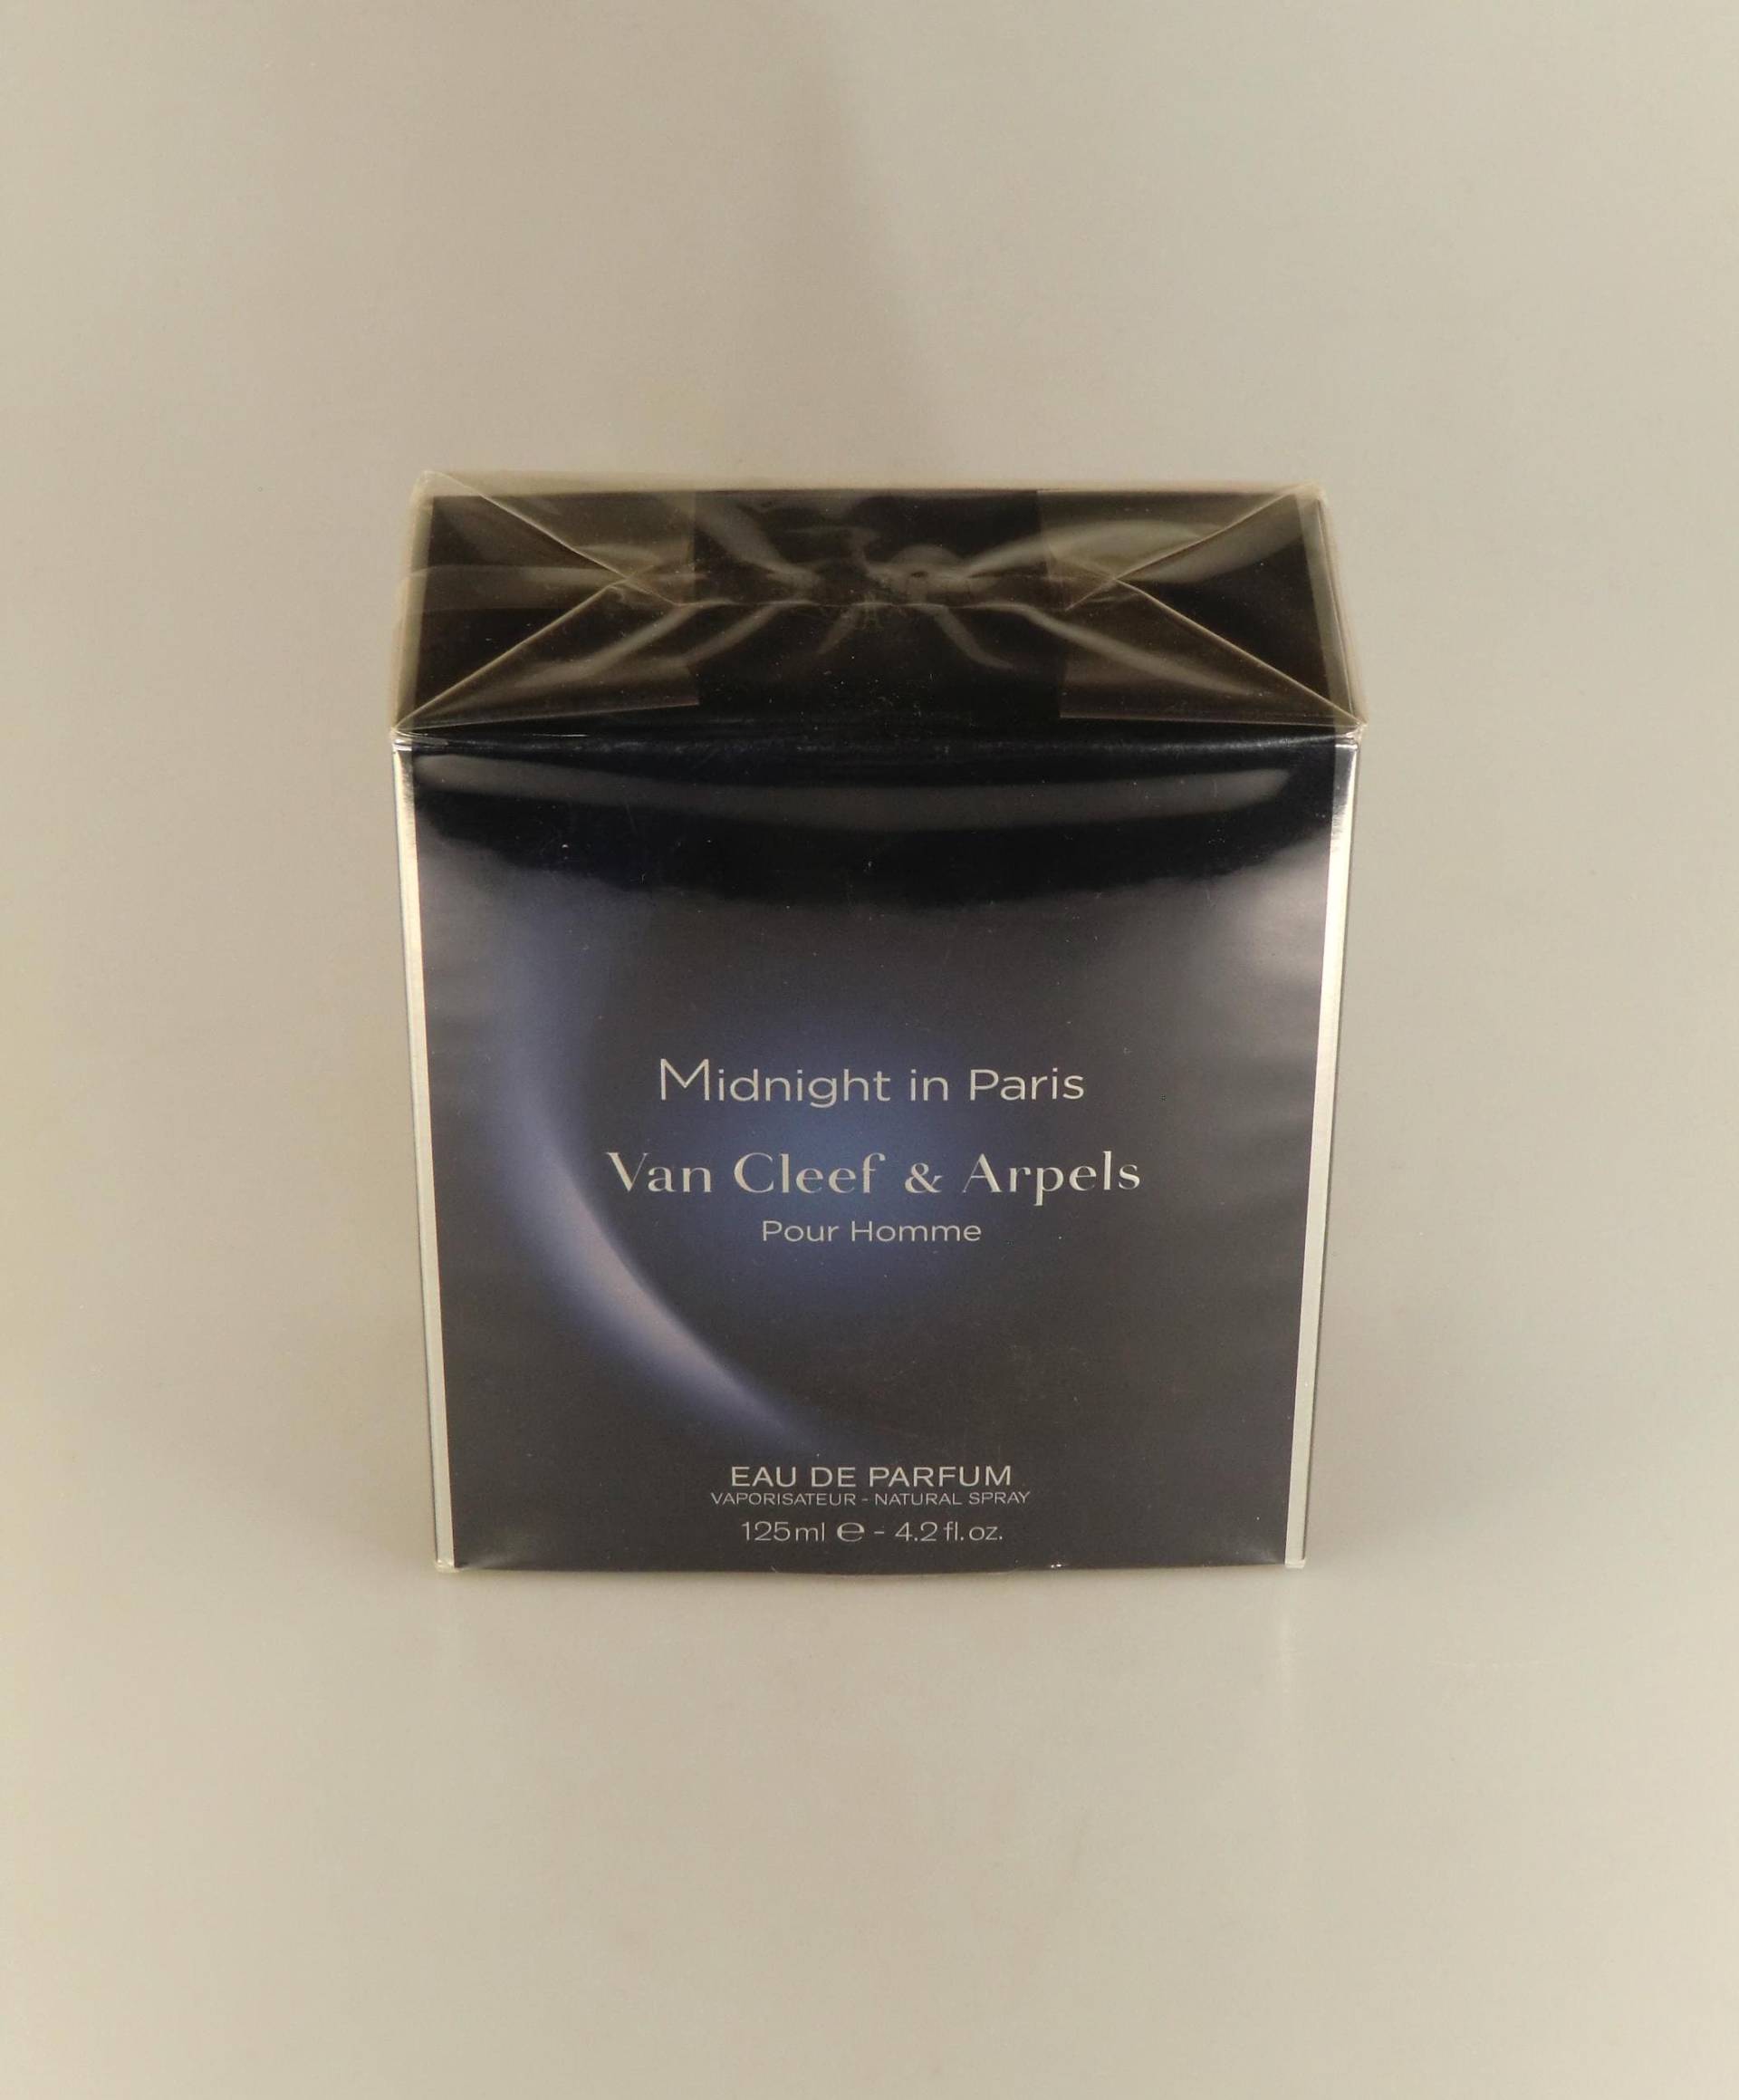 Midnight in Paris
Van Cleef & Arpels
Pour Homme
EAU DE PARFUM
VAPORISATEUR - NATURAL SPRAY
125ml ℮ - 4.2 fl. oz.